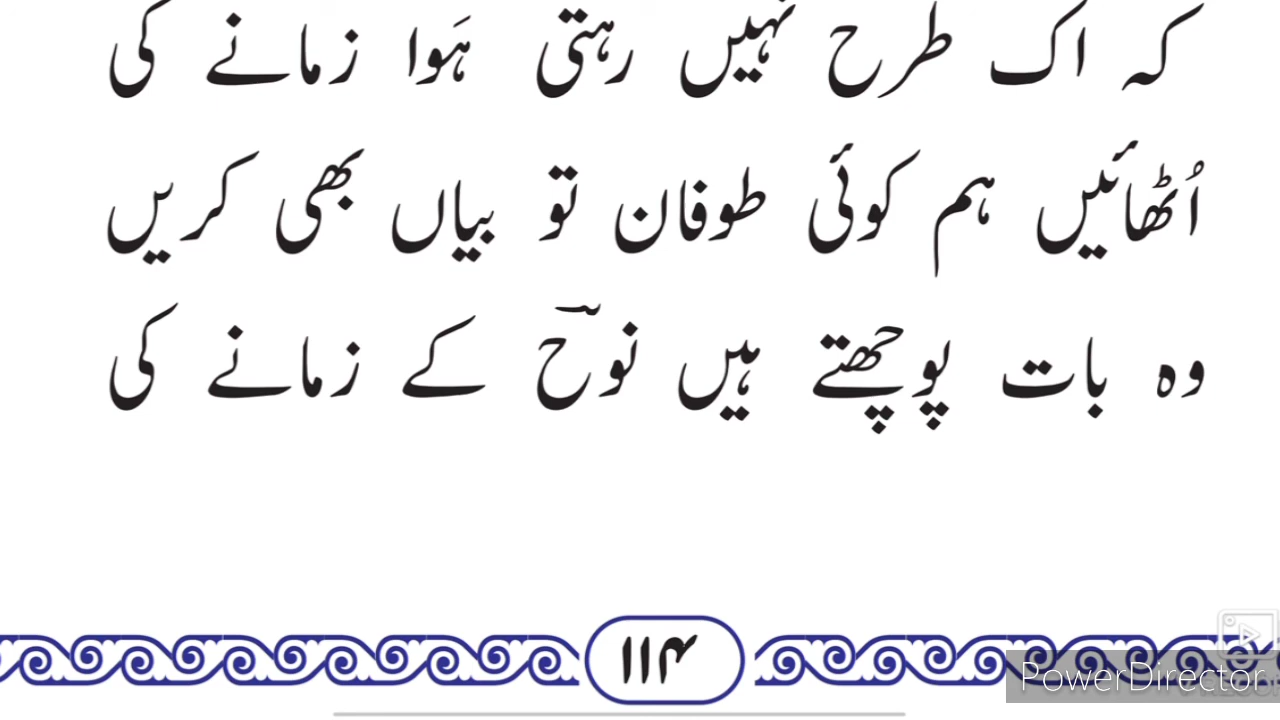 کہ اک طرح نہیں رہتی ہَوا زمانے کی
اُٹھائیں ہم کوئی طوفان تو بیاں بھی کریں
وہ بات پوچھتے ہیں نوحؔ کے زمانے کی
۱۱۴
PowerDirector